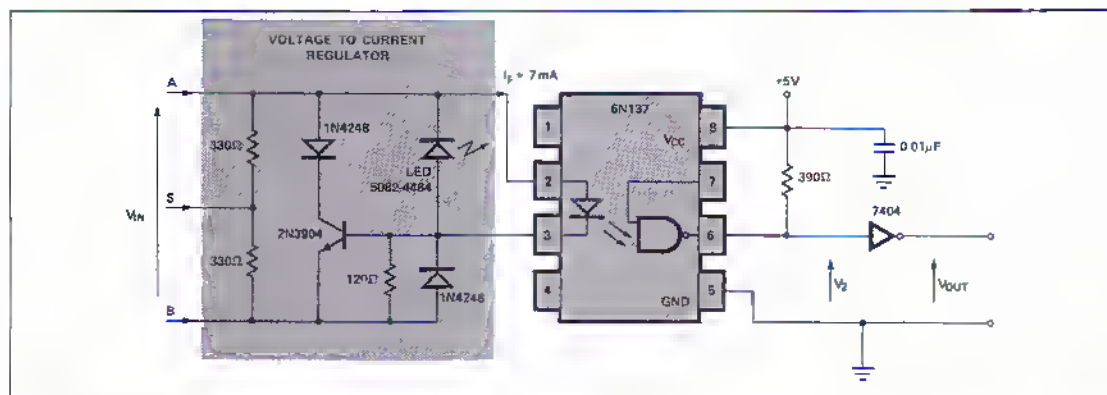 VOLTAGE TO CURRENT
REGULATOR
A
I_F = 7mA
+5V
6N137
1N4248
330Ω
LED
5082-4484
S
V_IN
2N3904
330Ω
120Ω
1N4248
B
1
2
3
4
8
7
6
5
V_CC
GND
390Ω
0.01µF
7404
V_2
V_OUT